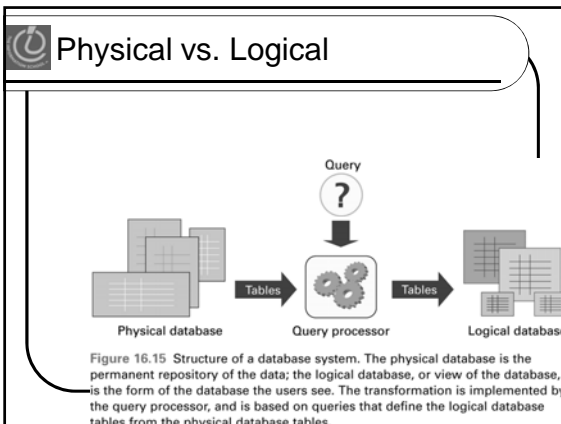 Physical vs. Logical
Query
?
Tables
Tables
Physical database
Query processor
Logical database
Figure 16.15 Structure of a database system. The physical database is the
permanent repository of the data; the logical database, or view of the database,
is the form of the database the users see. The transformation is implemented by
the query processor, and is based on queries that define the logical database
tables from the physical database tables.